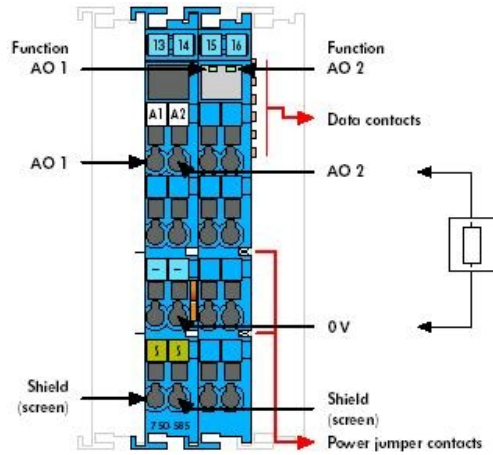 13 14 15 16
Function
AO 1
Function
AO 2
Data contacts
A1 A2
AO 1
AO 2
– –
0 V
S S
Shield
(screen)
Shield
(screen)
750-585
Power jumper contacts